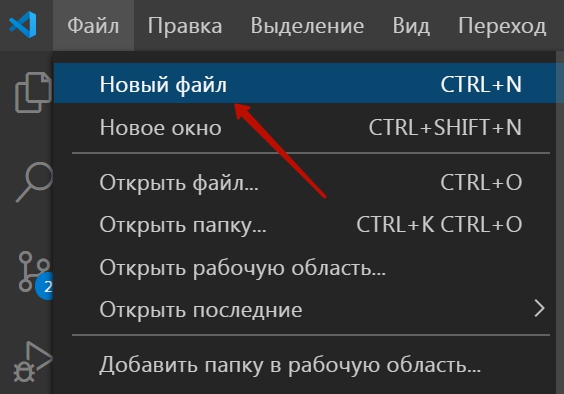 Файл Правка Выделение Вид Переход
Новый файл CTRL+N
Новое окно CTRL+SHIFT+N
Открыть файл... CTRL+O
Открыть папку... CTRL+K CTRL+O
Открыть рабочую область...
2
Открыть последние
Добавить папку в рабочую область...